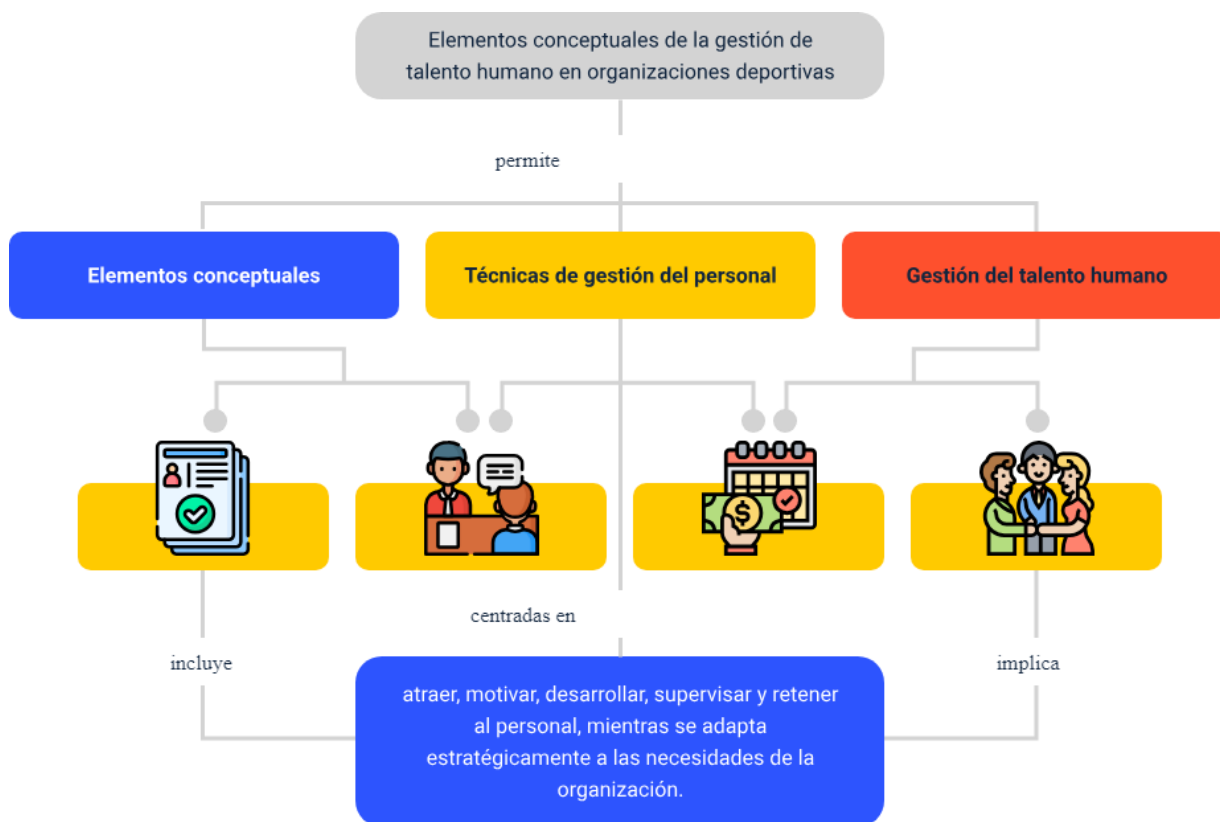 Elementos conceptuales de la gestión de
talento humano en organizaciones deportivas
permite
Elementos conceptuales
Técnicas de gestión del personal
Gestión del talento humano
centradas en
incluye
implica
atraer, motivar, desarrollar, supervisar y retener
al personal, mientras se adapta
estratégicamente a las necesidades de la
organización.